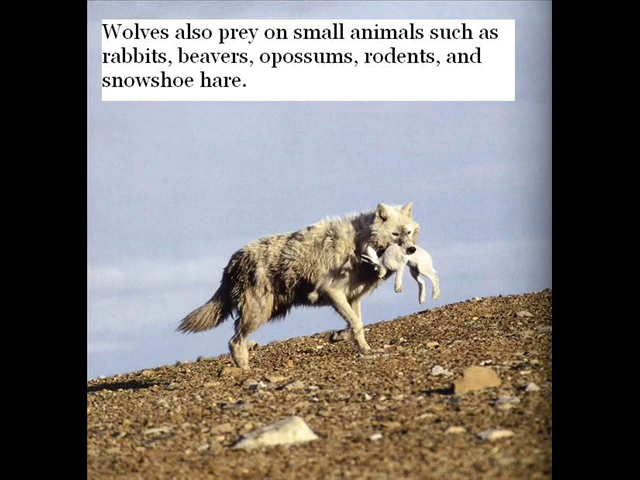 Wolves also prey on small animals such as
rabbits, beavers, opossums, rodents, and
snowshoe hare.